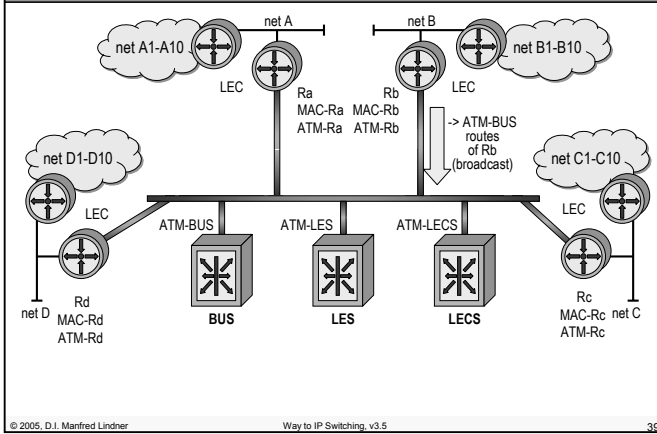 net A
net B
net A1-A10
net B1-B10
LEC
Ra
MAC-Ra
ATM-Ra
Rb
MAC-Rb
ATM-Rb
LEC
-> ATM-BUS
routes
of Rb
(broadcast)
net D1-D10
net C1-C10
LEC
LEC
ATM-BUS
ATM-LES
ATM-LECS
net D
Rd
MAC-Rd
ATM-Rd
BUS
LES
LECS
Rc
MAC-Rc
ATM-Rc
net C
© 2005, D.I. Manfred Lindner
Way to IP Switching, v3.5
39